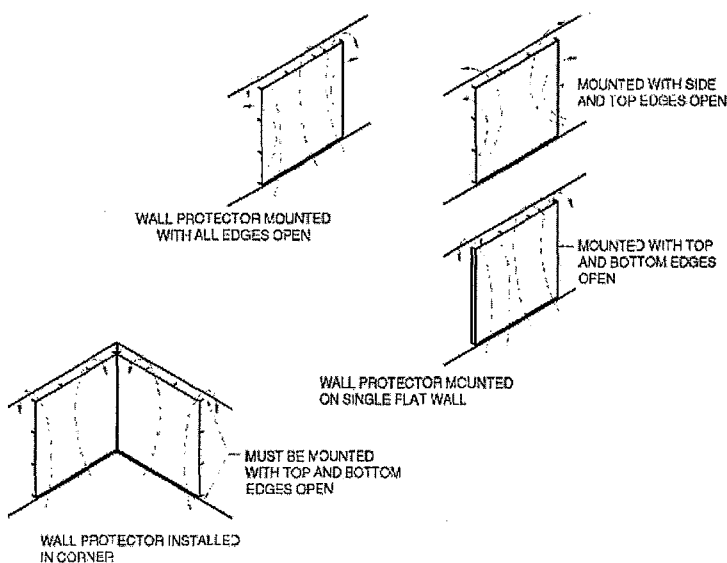 MOUNTED WITH SIDE
AND TOP EDGES OPEN
WALL PROTECTOR MOUNTED
WITH ALL EDGES OPEN
MOUNTED WITH TOP
AND BOTTOM EDGES
OPEN
WALL PROTECTOR MOUNTED
ON SINGLE FLAT WALL
MUST BE MOUNTED
WITH TOP AND BOTTOM
EDGES OPEN
WALL PROTECTOR INSTALLED
IN CORNER